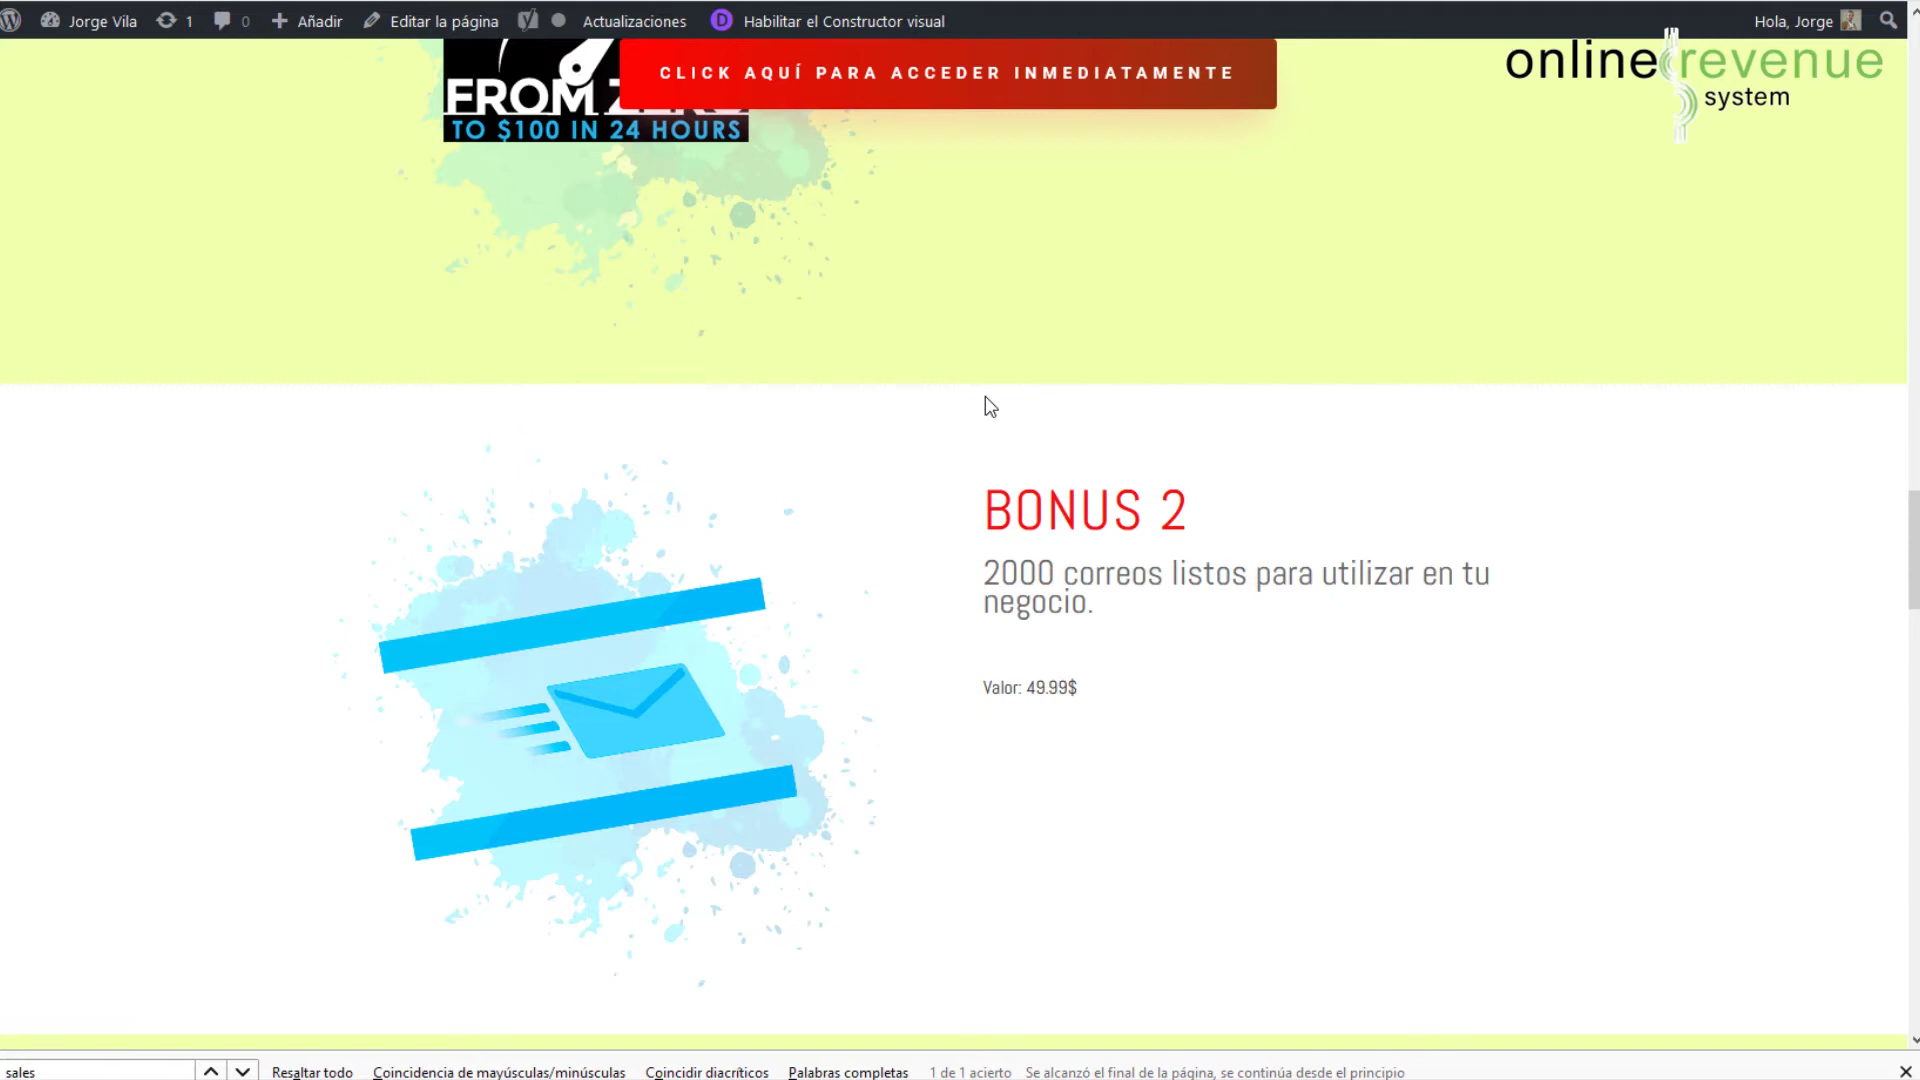 Jorge Vila 1 0 Añadir Editar la página Actualizaciones D Habilitar el Constructor visual Hola, Jorge
CLICK AQUÍ PARA ACCEDER INMEDIATAMENTE
online revenue
system
FROM
TO $100 IN 24 HOURS
BONUS 2
2000 correos listos para utilizar en tu
negocio.
Valor: 49.99$
sales Resaltar todo Coincidencia de mayúsculas/minúsculas Coincidir diacríticos Palabras completas 1 de 1 acierto Se alcanzó el final de la página, se continúa desde el principio